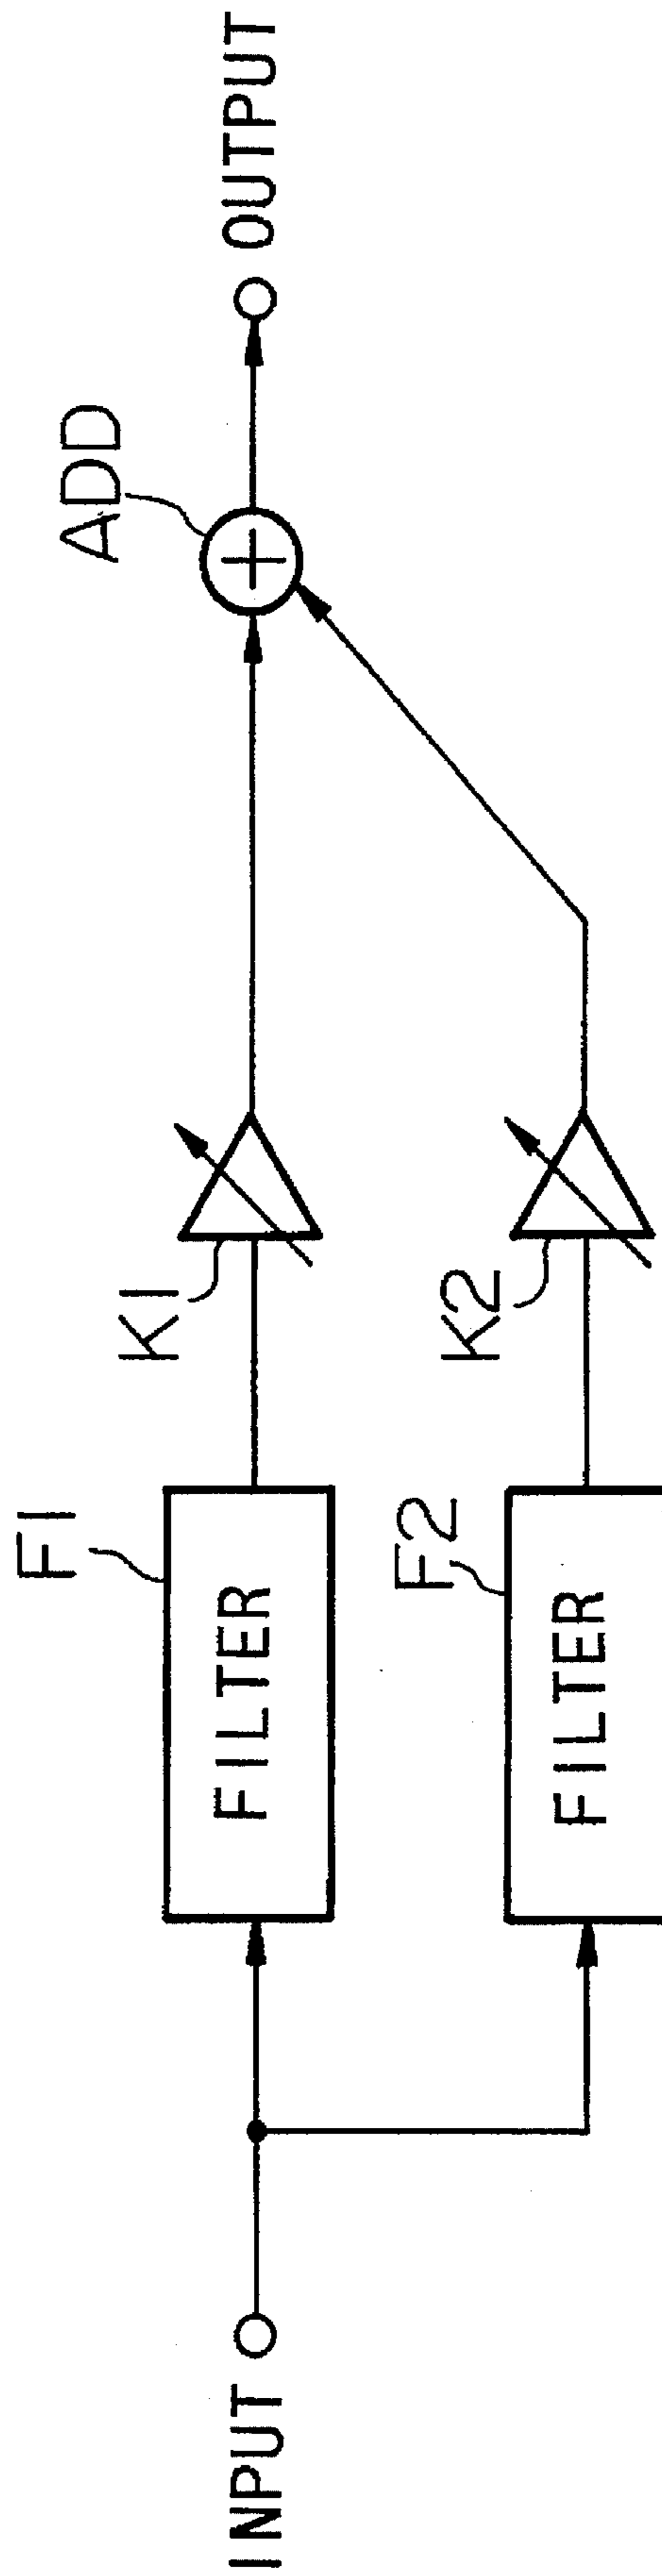 INPUT
FILTER
F1
K1
ADD
OUTPUT
FILTER
F2
K2